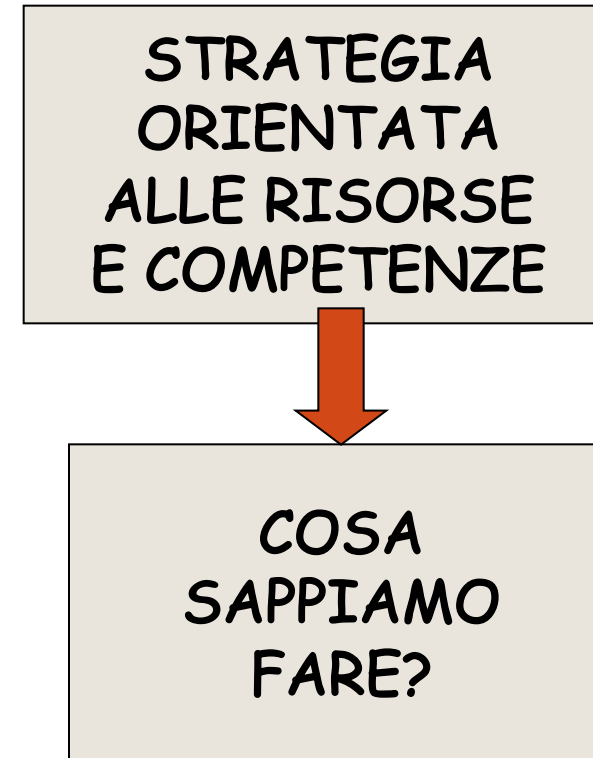 STRATEGIA
ORIENTATA
ALLE RISORSE
E COMPETENZE
COSA
SAPPIAMO
FARE?